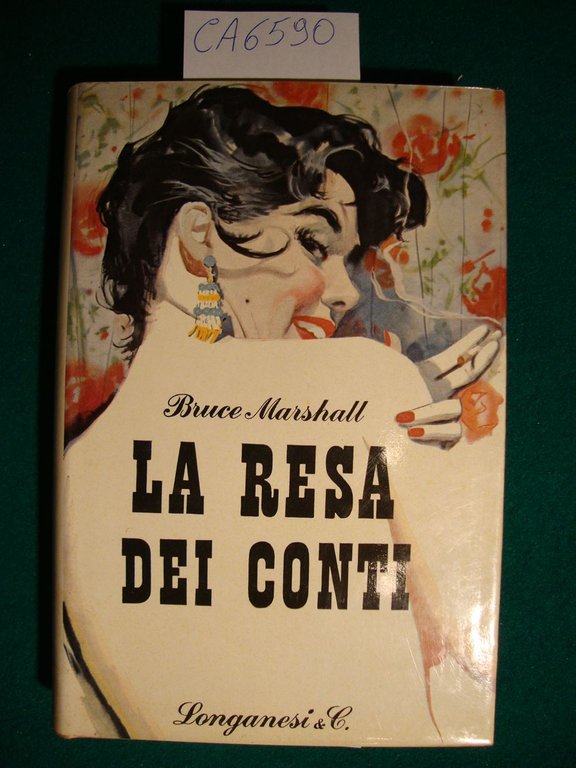 CA6590
Bruce Marshall
LA RESA
DEI CONTI
Longanesi & C.